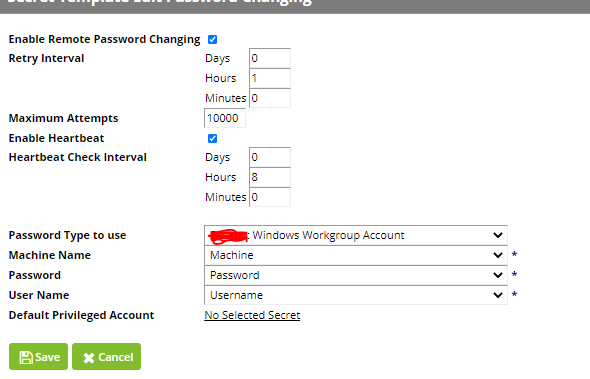 Secret Template Edit Password Changing
Enable Remote Password Changing
Retry Interval Days 0
Hours 1
Minutes 0
Maximum Attempts 10000
Enable Heartbeat
Heartbeat Check Interval Days 0
Hours 8
Minutes 0
Password Type to use : Windows Workgroup Account
Machine Name Machine *
Password Password *
User Name Username *
Default Privileged Account No Selected Secret
Save Cancel